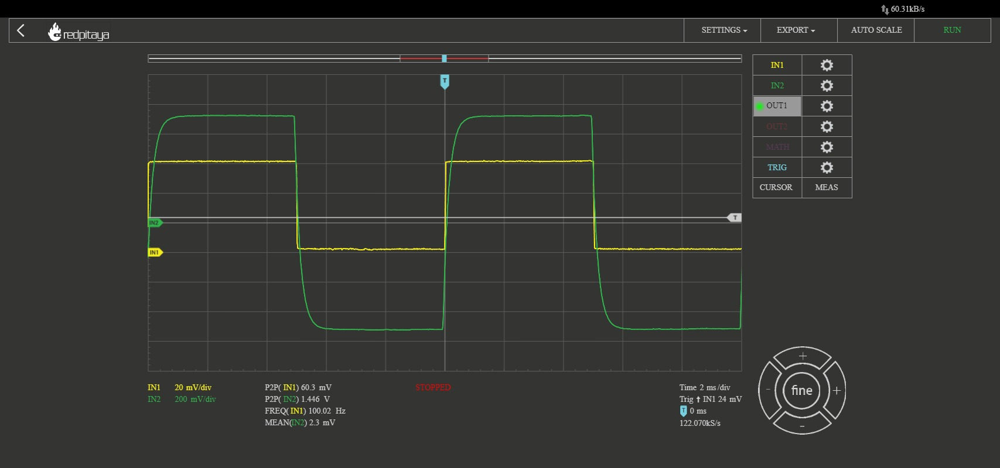 60.31kB/s
redpitaya
SETTINGS
EXPORT
AUTO SCALE
RUN
T
IN1
IN2
OUT1
OUT2
MATH
TRIG
CURSOR MEAS
T
IN2
IN1
IN1 20 mV/div
IN2 200 mV/div
P2P( IN1) 60.3 mV
P2P( IN2) 1.446 V
FREQ( IN1) 100.02 Hz
MEAN(IN2) 2.3 mV
STOPPED
Time 2 ms/div
Trig ↑ IN1 24 mV
T 0 ms
122.070kS/s
+
- fine +
-